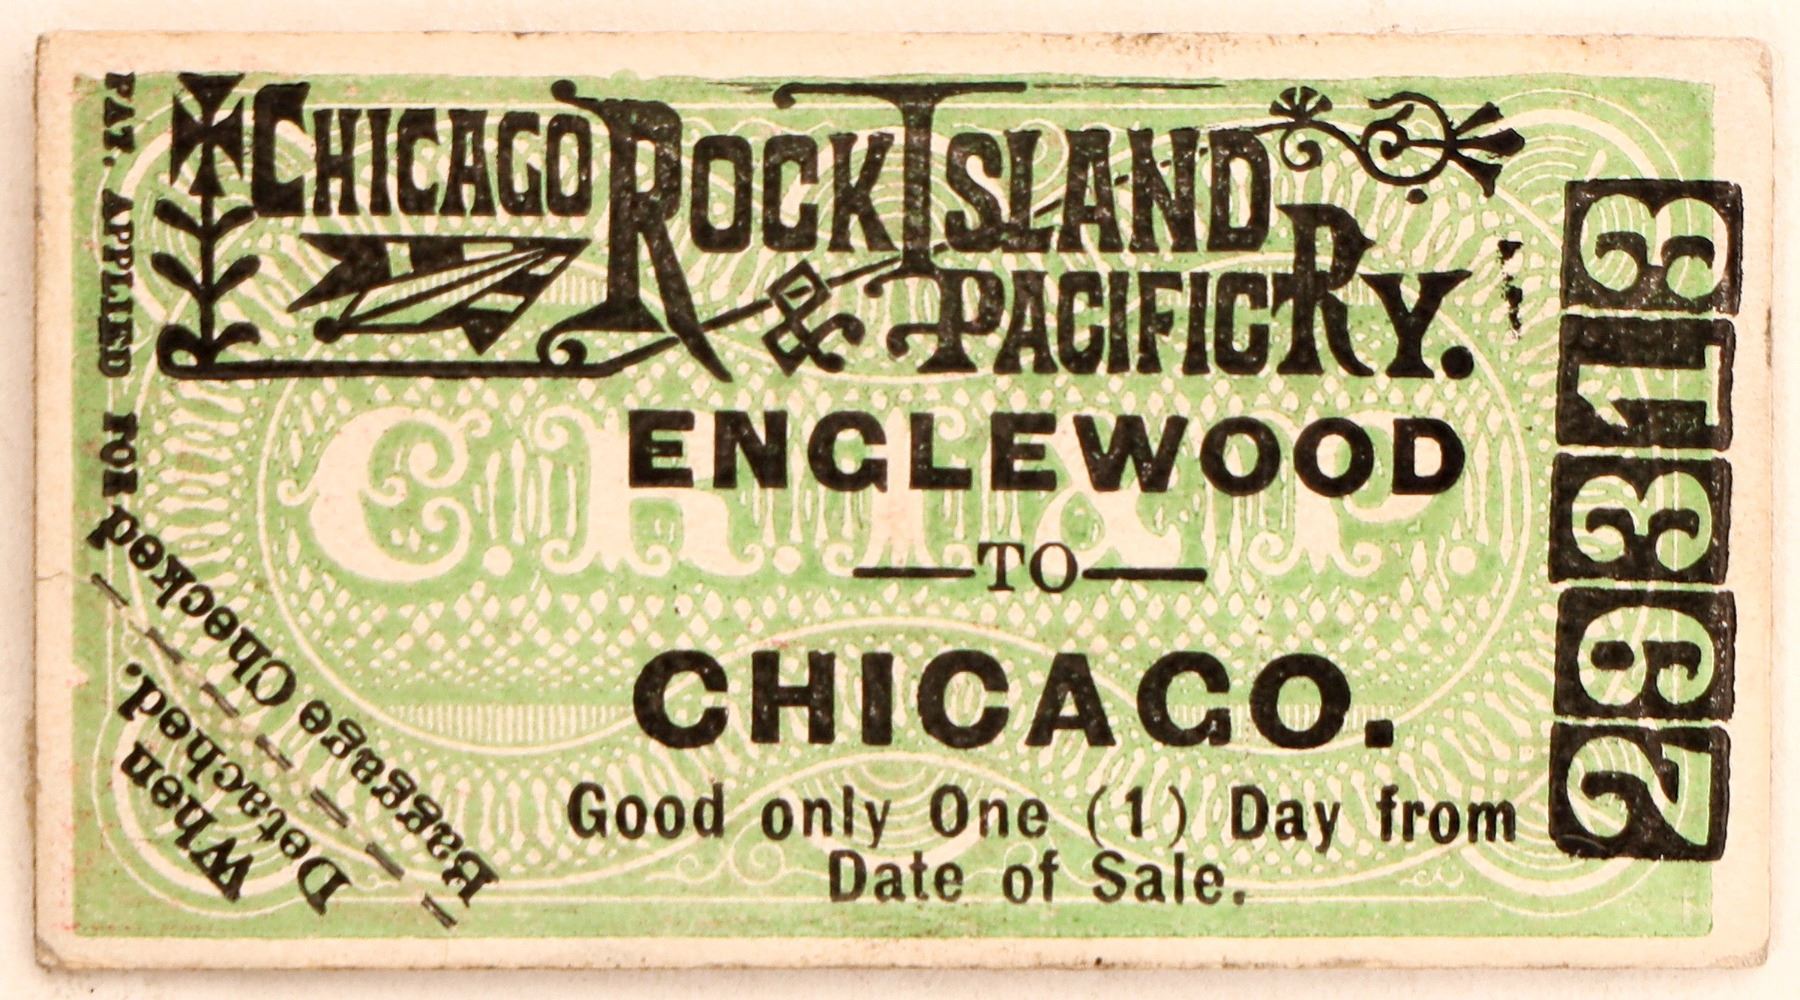 CHICAGO ROCK ISLAND
& PACIFIC RY.
C.R.I.& P.
ENGLEWOOD
—TO—
CHICAGO.
Good only One (1) Day from
Date of Sale.
29313
PAT. APPLIED FOR
Baggage Checked
When
Detached.